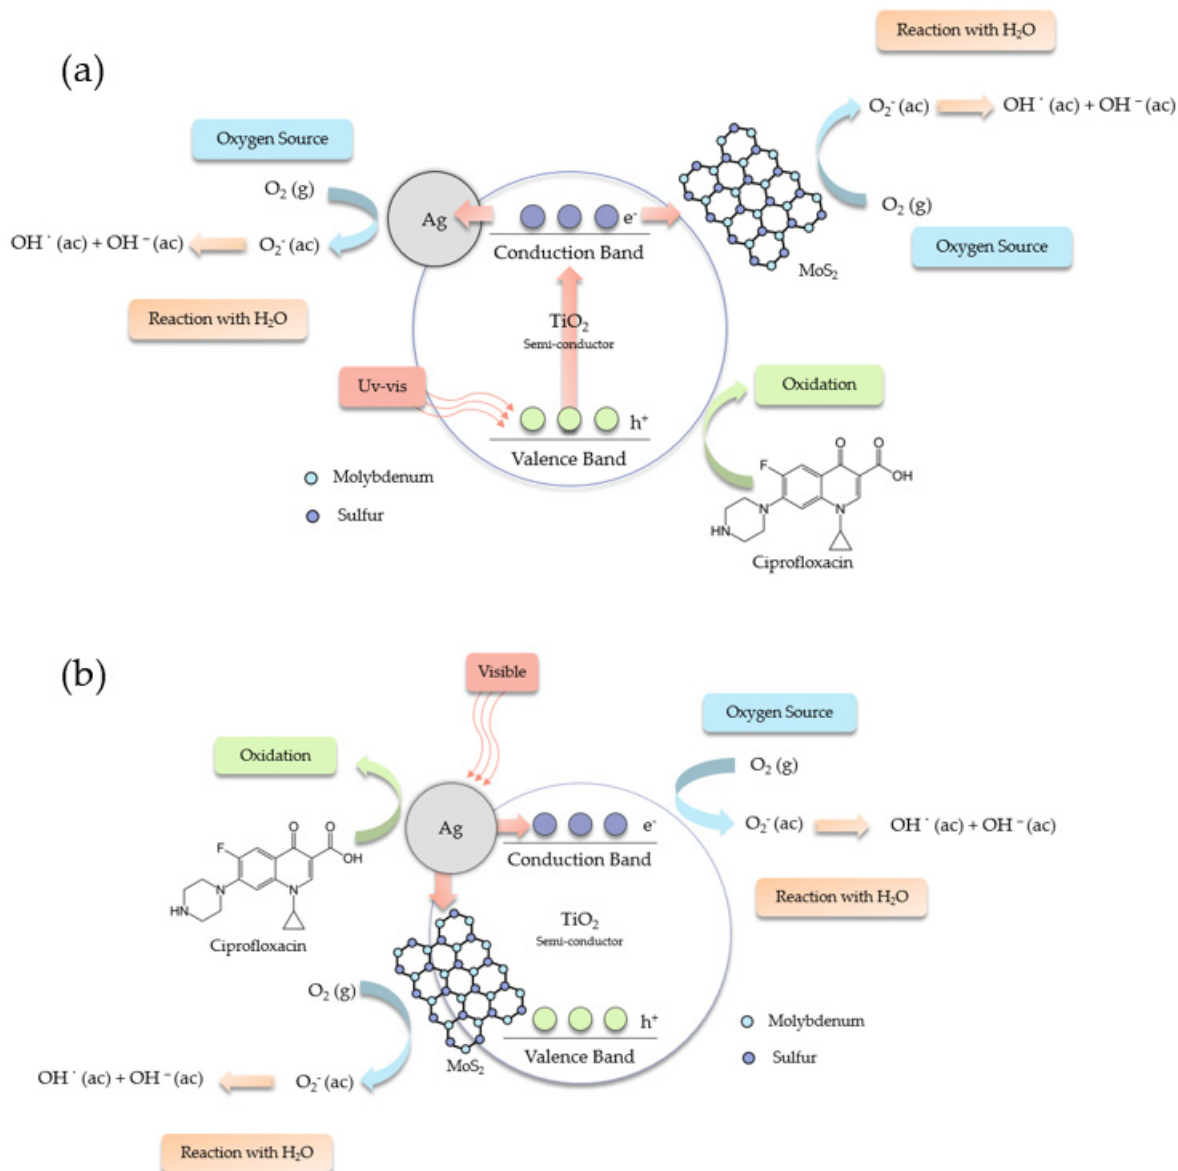 (a)
Reaction with H₂O
O₂⁻(ac) OH˙(ac) + OH⁻(ac)
Oxygen Source
O₂(g)
Ag
e⁻
O₂(g)
OH˙(ac) + OH⁻(ac) O₂⁻(ac)
Conduction Band
Oxygen Source
MoS₂
Reaction with H₂O
TiO₂
Semi-conductor
Uv-vis
Oxidation
h⁺
Valence Band
Molybdenum
Sulfur
F
O
O
OH
N
N
HN
Ciprofloxacin
(b)
Visible
Oxygen Source
Oxidation
O₂(g)
Ag
e⁻
O₂⁻(ac) OH˙(ac) + OH⁻(ac)
Conduction Band
F
O
O
OH
N
N
HN
Ciprofloxacin
Reaction with H₂O
TiO₂
Semi-conductor
O₂(g)
h⁺
Valence Band
MoS₂
Molybdenum
Sulfur
OH˙(ac) + OH⁻(ac) O₂⁻(ac)
Reaction with H₂O